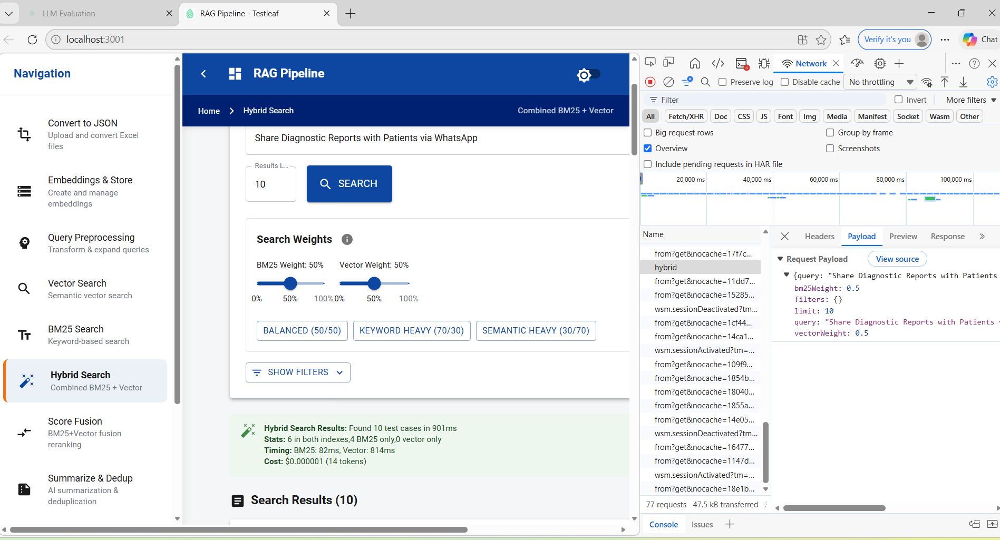 LLM Evaluation
RAG Pipeline - Testleaf
localhost:3001
Verify it's you
Chat
Navigation
Convert to JSON
Upload and convert Excel
files
Embeddings & Store
Create and manage
embeddings
Query Preprocessing
Transform & expand queries
Vector Search
Semantic vector search
BM25 Search
Keyword-based search
Hybrid Search
Combined BM25 + Vector
Score Fusion
BM25+Vector fusion
reranking
Summarize & Dedup
AI summarization &
deduplication
RAG Pipeline
Home
Hybrid Search
Combined BM25 + Vector
Share Diagnostic Reports with Patients via WhatsApp
Results L...
10
SEARCH
Search Weights
BM25 Weight: 50%
Vector Weight: 50%
0% 50% 100%
0% 50% 100%
BALANCED (50/50)
KEYWORD HEAVY (70/30)
SEMANTIC HEAVY (30/70)
SHOW FILTERS
Hybrid Search Results: Found 10 test cases in 901ms
Stats: 6 in both indexes,4 BM25 only,0 vector only
Timing: BM25: 82ms, Vector: 814ms
Cost: $0.000001 (14 tokens)
Search Results (10)
Network
Preserve log
Disable cache
No throttling
Filter
Invert
More filters
All
Fetch/XHR
Doc
CSS
JS
Font
Img
Media
Manifest
Socket
Wasm
Other
Big request rows
Group by frame
Overview
Screenshots
Include pending requests in HAR file
20,000 ms
40,000 ms
60,000 ms
80,000 ms
100,000 ms
Name
from?get&nocache=17f7c...
hybrid
from?get&nocache=11dd7...
from?get&nocache=15285...
wsm.sessionDeactivated?tm...
from?get&nocache=1cf44...
from?get&nocache=14ca1...
wsm.sessionActivated?tm=...
from?get&nocache=109f9...
from?get&nocache=1854b...
from?get&nocache=18040...
from?get&nocache=1855a...
from?get&nocache=14e05...
wsm.sessionDeactivated?tm...
from?get&nocache=16477...
from?get&nocache=1147d...
wsm.sessionActivated?tm=...
from?get&nocache=18e1b...
77 requests
47.5 kB transferred
Headers
Payload
Preview
Response
Request Payload
View source
{query: "Share Diagnostic Reports with Patients
bm25Weight: 0.5
filters: {}
limit: 10
query: "Share Diagnostic Reports with Patients
vectorWeight: 0.5
Console
Issues